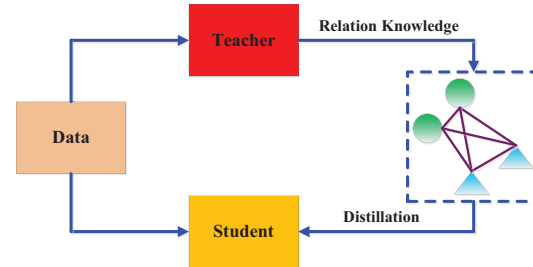 Teacher
Relation Knowledge
Data
Student
Distillation